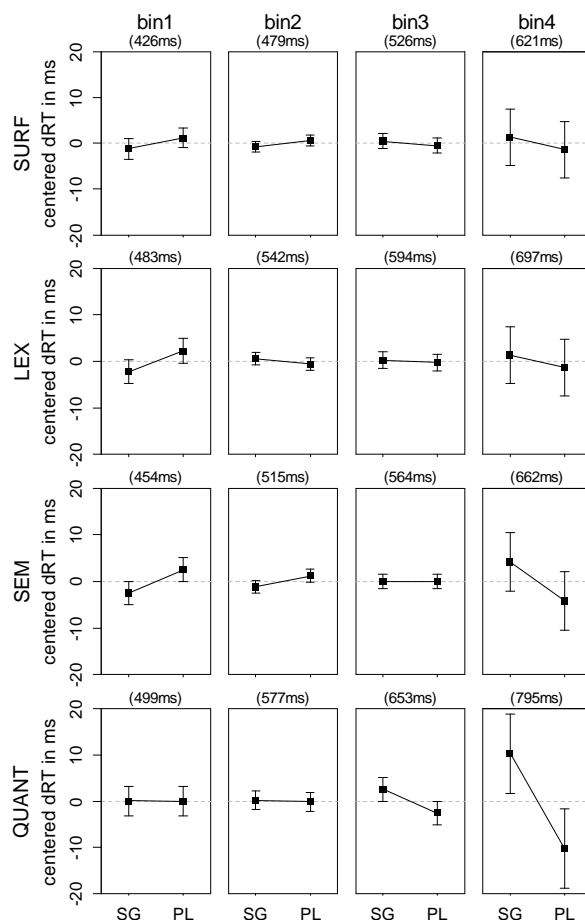 bin1 bin2 bin3 bin4
(426ms) (479ms) (526ms) (621ms)
SURF
centered dRT in ms
20
10
0
-10
-20
(483ms) (542ms) (594ms) (697ms)
LEX
centered dRT in ms
20
10
0
-10
-20
(454ms) (515ms) (564ms) (662ms)
SEM
centered dRT in ms
20
10
0
-10
-20
(499ms) (577ms) (653ms) (795ms)
QUANT
centered dRT in ms
20
10
0
-10
-20
SG PL SG PL SG PL SG PL